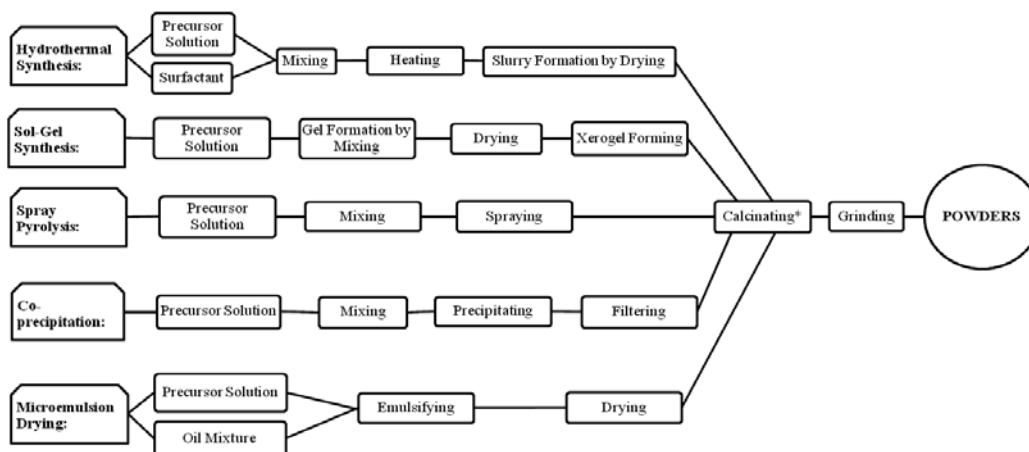 Hydrothermal
Synthesis:
Precursor
Solution
Surfactant
Mixing
Heating
Slurry Formation by Drying
Sol-Gel
Synthesis:
Precursor
Solution
Gel Formation by
Mixing
Drying
Xerogel Forming
Spray
Pyrolysis:
Precursor
Solution
Mixing
Spraying
Calcinating*
Grinding
POWDERS
Co-
precipitation:
Precursor Solution
Mixing
Precipitating
Filtering
Microemulsion
Drying:
Precursor Solution
Oil Mixture
Emulsifying
Drying